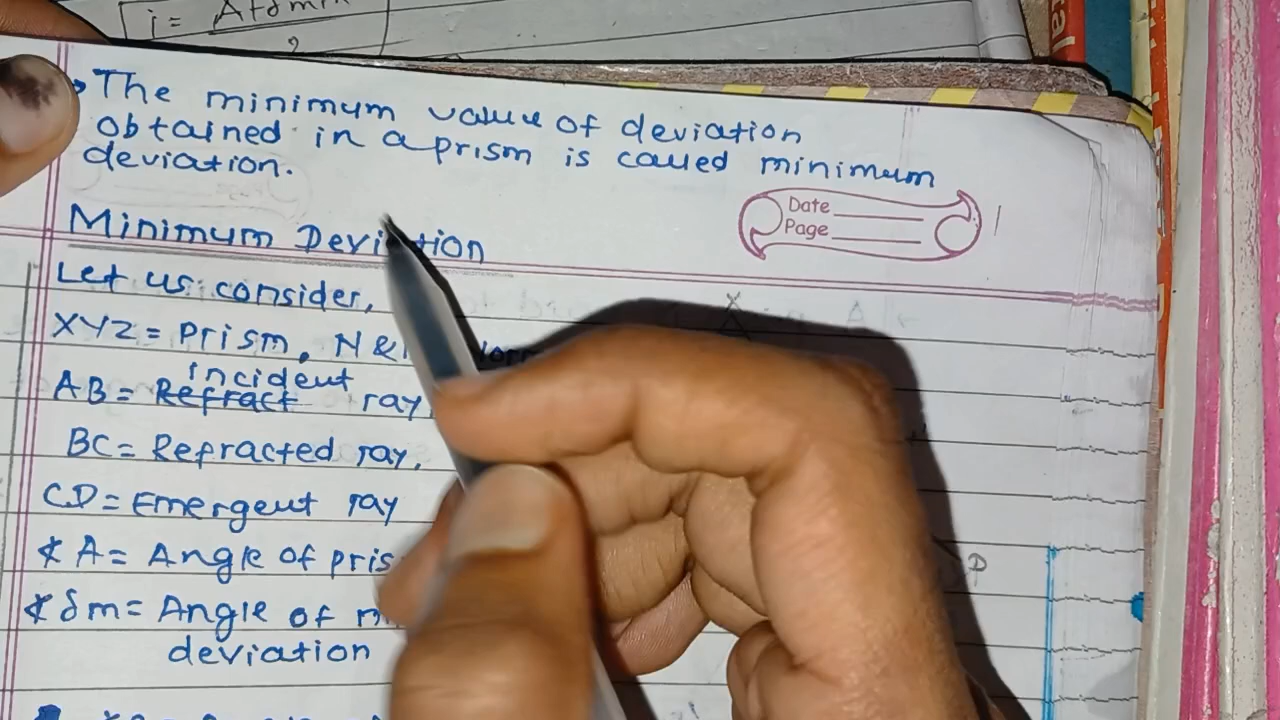 i = A+δm
2
The minimum value of deviation
obtained in a prism is called minimum
deviation.
Date
Page
Minimum Deviation
Let us consider,
X
XYZ = Prism, N &
incident
AB = Refract ray
BC = Refracted ray,
CD = Emergent ray
∢ A = Angle of pris
D
∢ δm = Angle of m
deviation